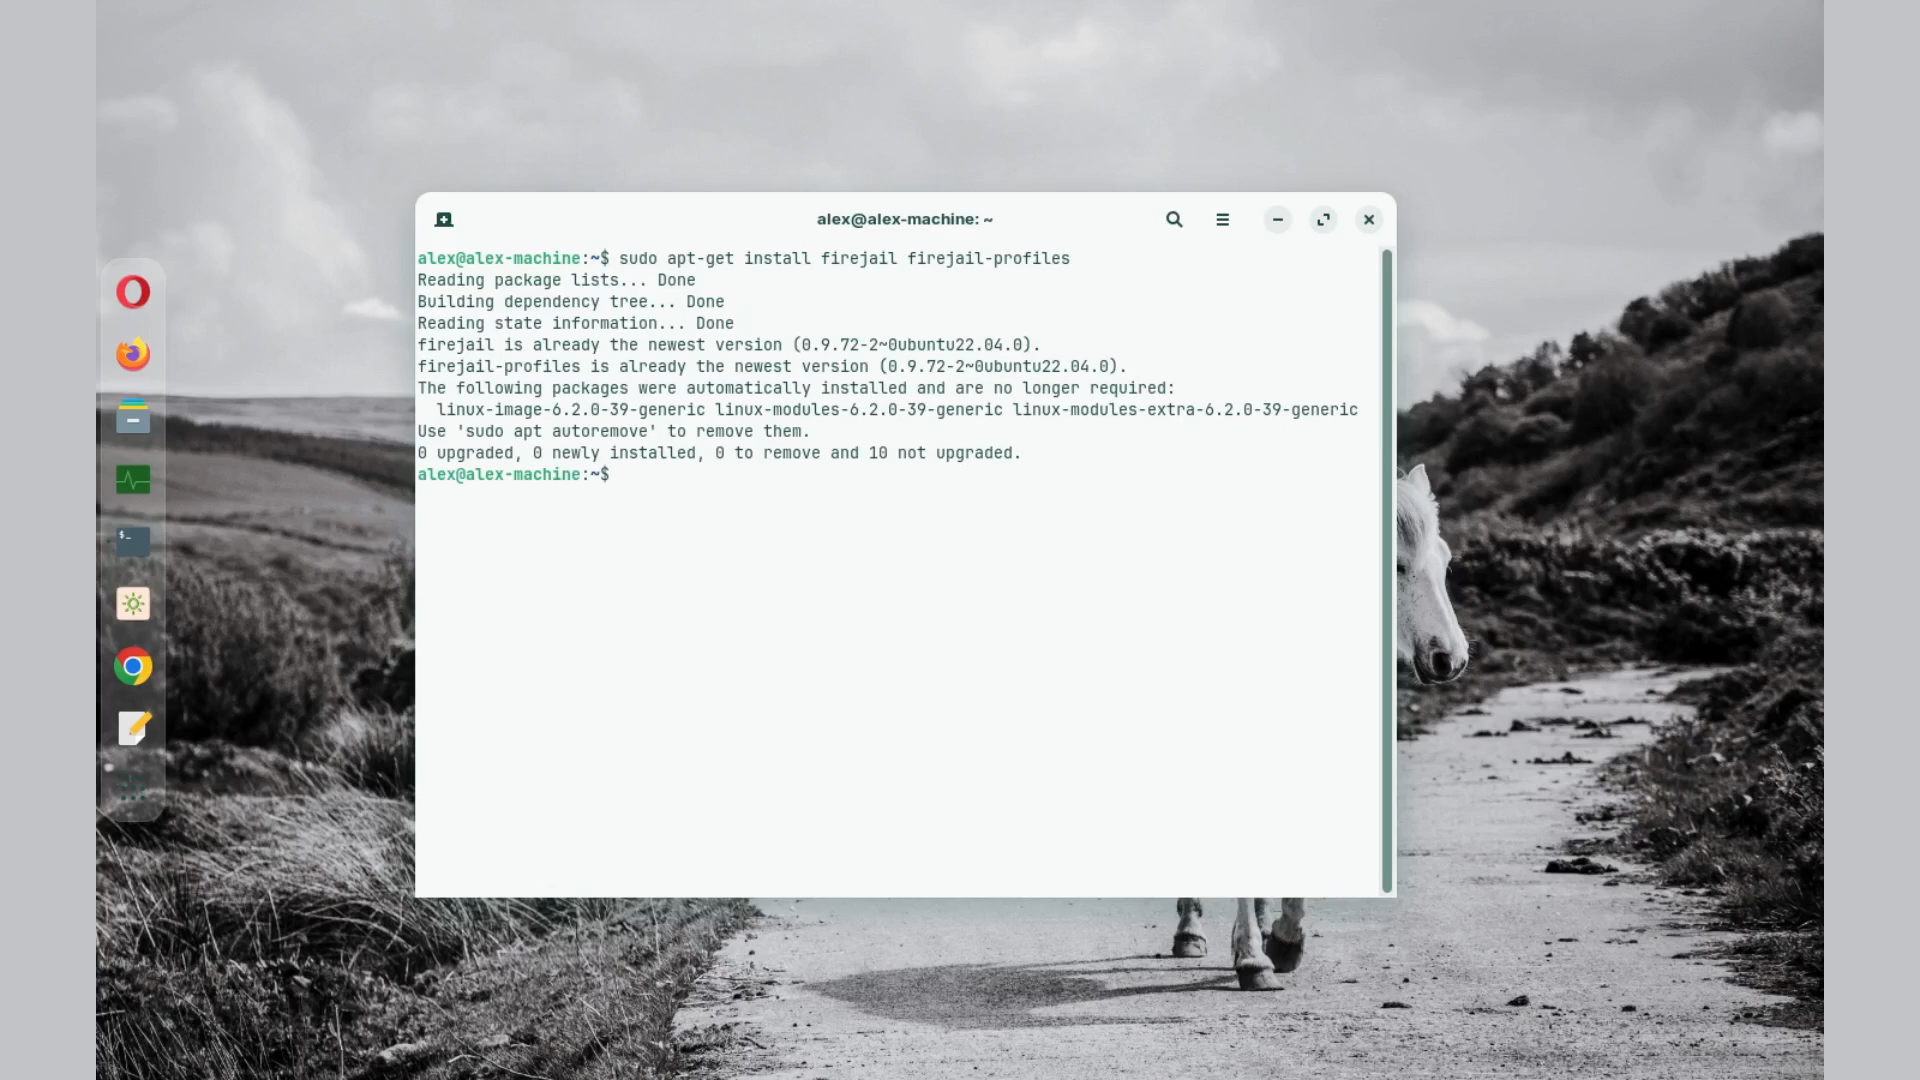 alex@alex-machine: ~
alex@alex-machine:~$ sudo apt-get install firejail firejail-profiles
Reading package lists... Done
Building dependency tree... Done
Reading state information... Done
firejail is already the newest version (0.9.72-2~0ubuntu22.04.0).
firejail-profiles is already the newest version (0.9.72-2~0ubuntu22.04.0).
The following packages were automatically installed and are no longer required:
  linux-image-6.2.0-39-generic linux-modules-6.2.0-39-generic linux-modules-extra-6.2.0-39-generic
Use 'sudo apt autoremove' to remove them.
0 upgraded, 0 newly installed, 0 to remove and 10 not upgraded.
alex@alex-machine:~$
$_